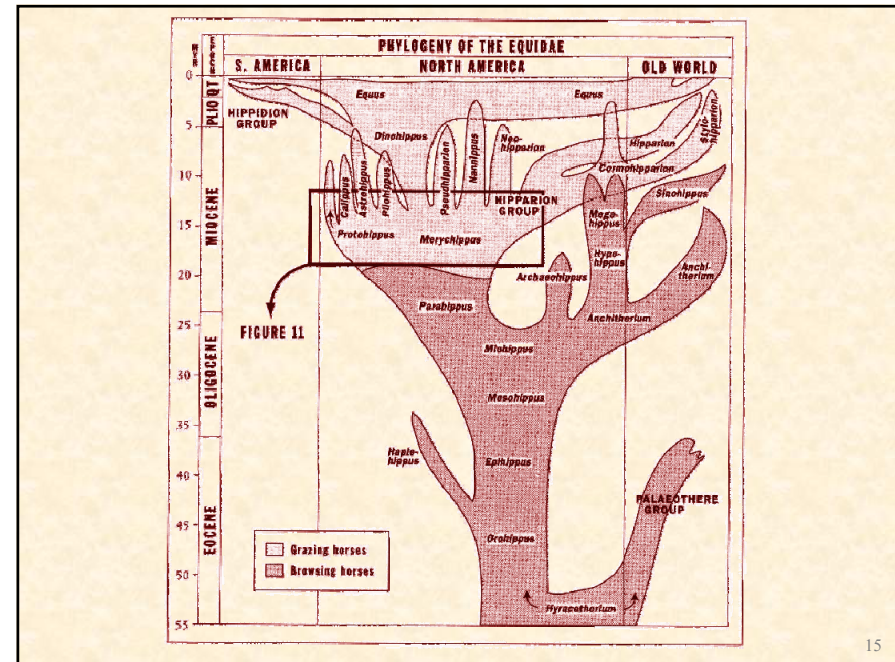 PHYLOGENY OF THE EQUIDAE
S. AMERICA
NORTH AMERICA
OLD WORLD
0
5
10
15
20
25
30
35
40
45
50
55
PLIO
QT
MIOCENE
OLIGOCENE
EOCENE
HIPPIDION
GROUP
Equus
Equus
Dinohippus
Calippus
Astrohippus
Pliohippus
Pseudhipparion
Nannippus
Neo-
hipparion
Hipparion
Cormohipparion
Stylo-
hipparion
Sinohippus
HIPPARION
GROUP
Protohippus
Merychippus
Mega-
hippus
Hypo-
hippus
Archaeohippus
Anchi-
therium
Parahippus
Anchitherium
FIGURE 11
Miohippus
Mesohippus
Haplo-
hippus
Epihippus
PALAEOTHERE
GROUP
Orohippus
Grazing horses
Browsing horses
Hyracotherium
15